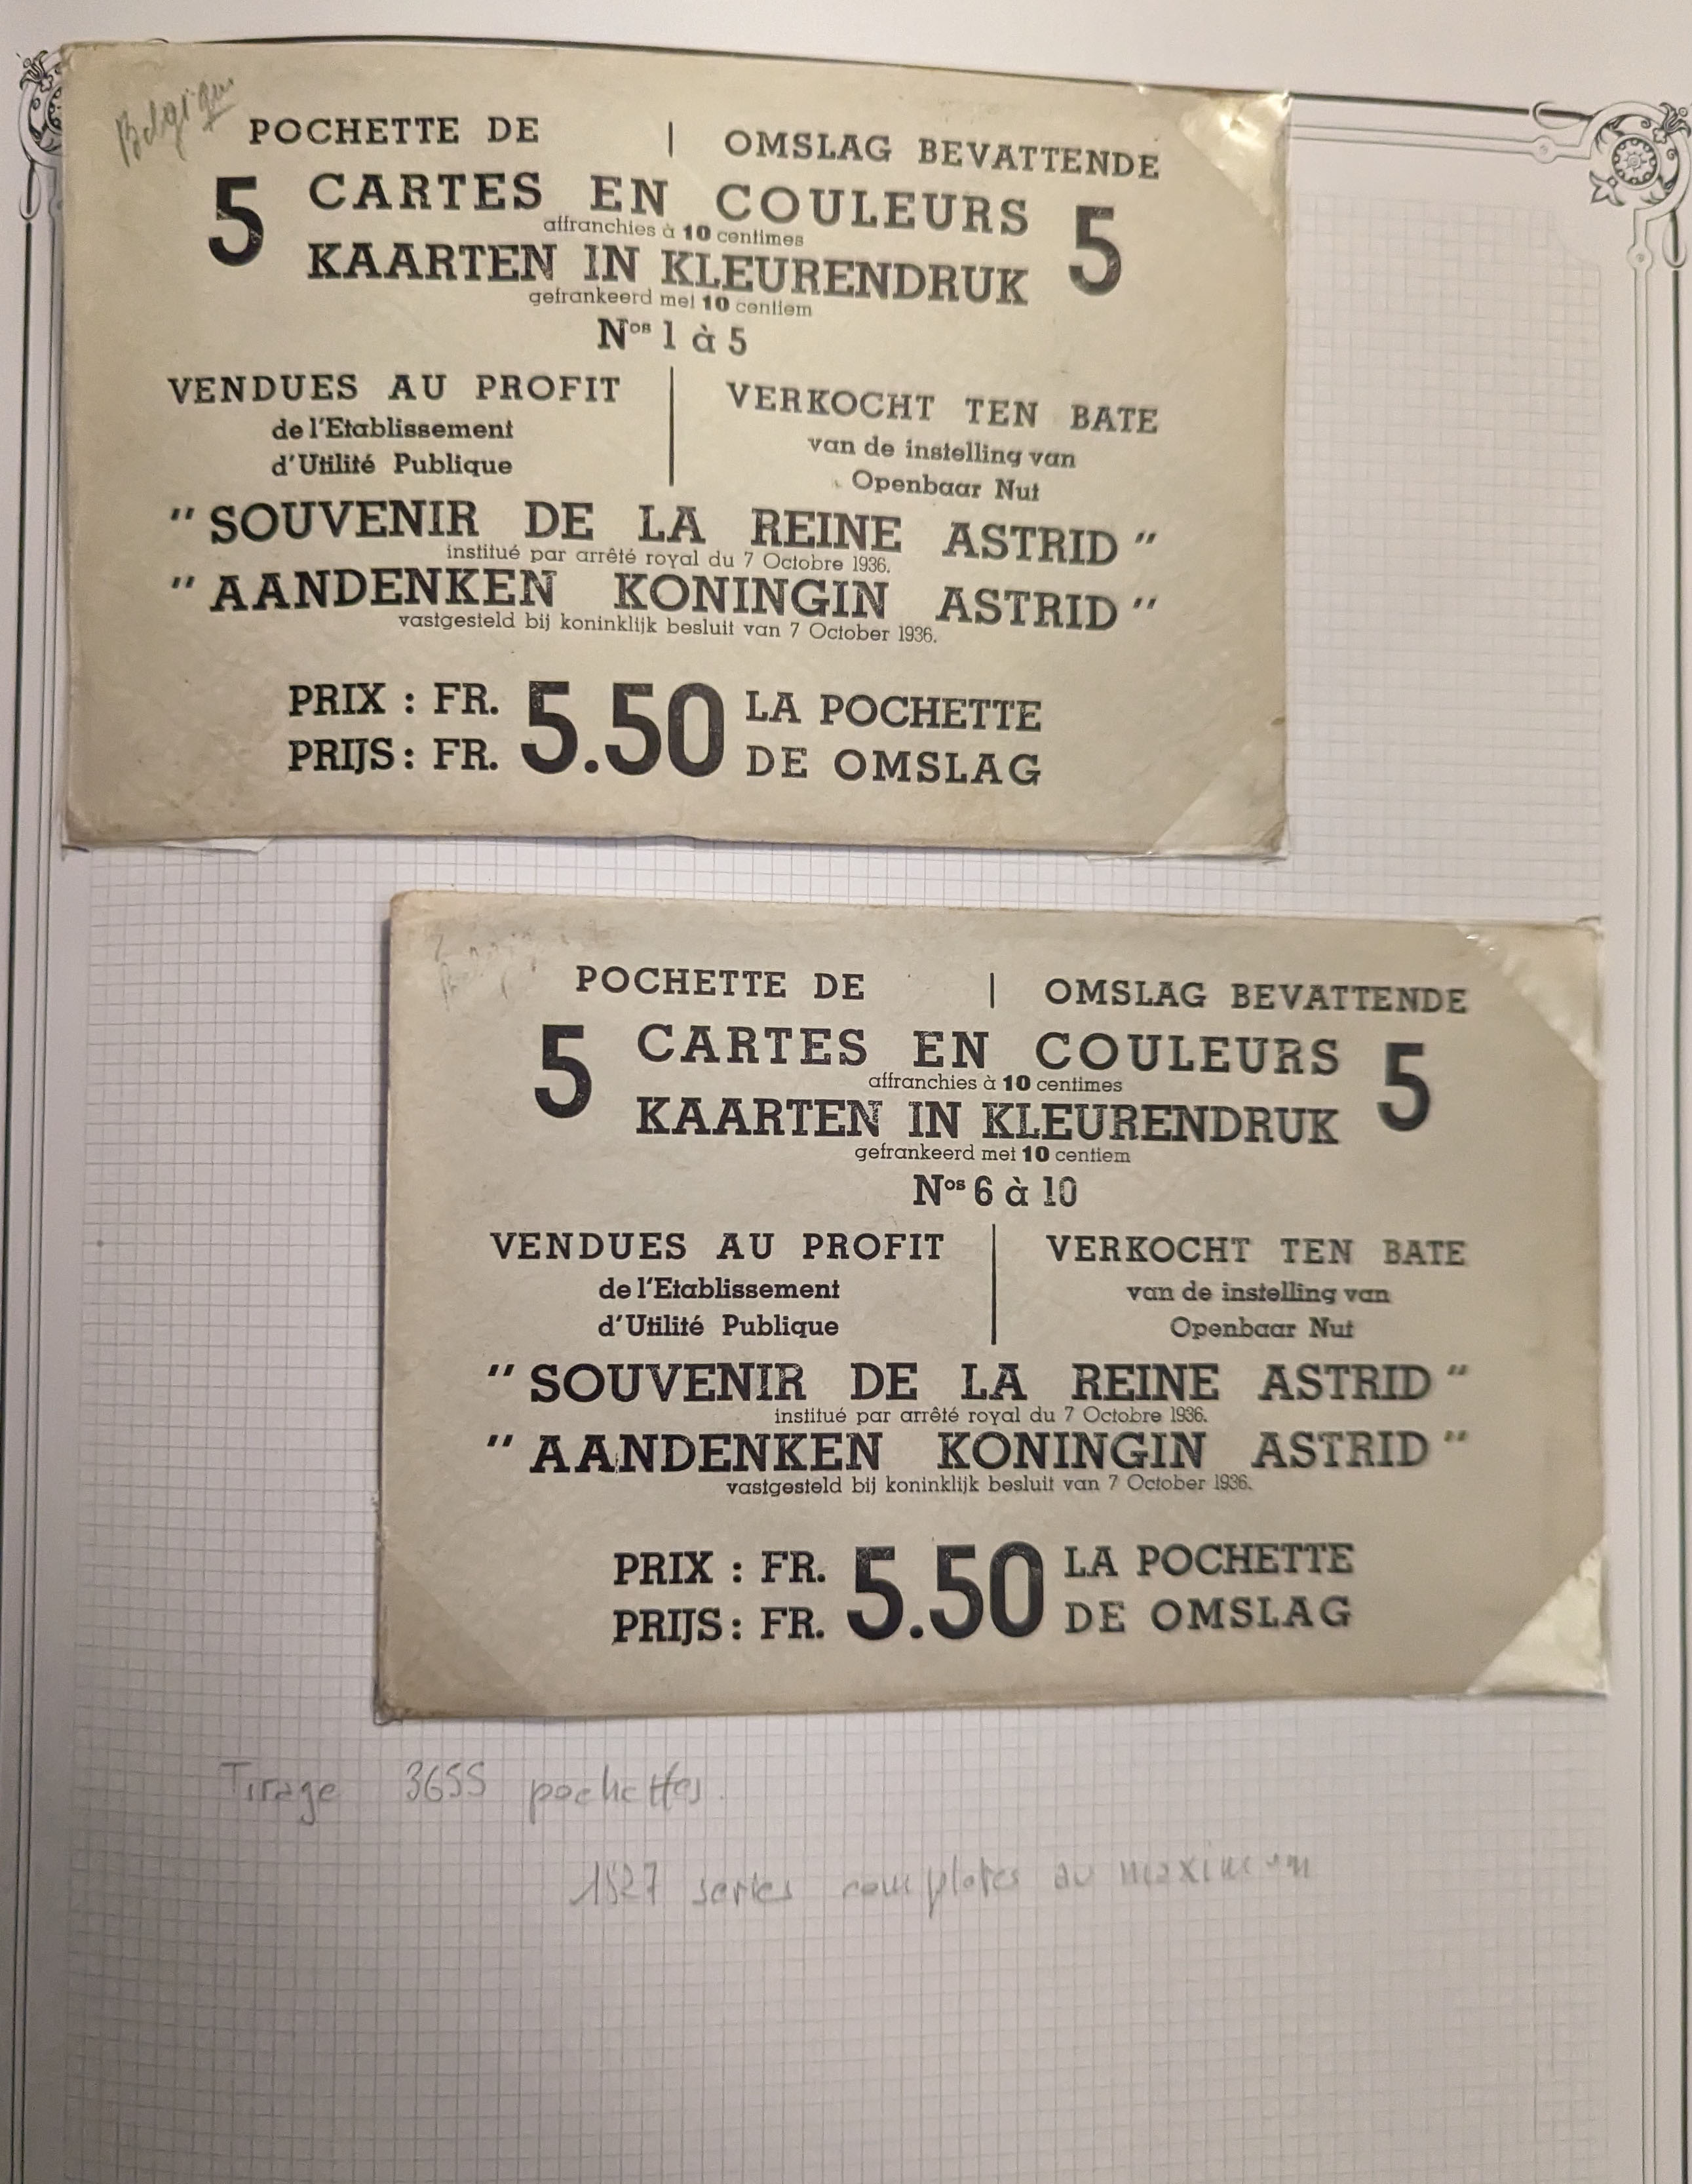 Belgique
POCHETTE DE | OMSLAG BEVATTENDE
5 CARTES EN COULEURS 5
affranchies à 10 centimes
KAARTEN IN KLEURENDRUK
gefrankeerd met 10 centiem
Nos 1 à 5
VENDUES AU PROFIT
de l'Etablissement
d'Utilité Publique
VERKOCHT TEN BATE
van de instelling van
Openbaar Nut
"SOUVENIR DE LA REINE ASTRID"
institué par arrêté royal du 7 Octobre 1936.
"AANDENKEN KONINGIN ASTRID"
vastgesteld bij koninklijk besluit van 7 October 1936.
PRIX : FR. 5.50 LA POCHETTE
PRIJS : FR. DE OMSLAG
POCHETTE DE | OMSLAG BEVATTENDE
5 CARTES EN COULEURS 5
affranchies à 10 centimes
KAARTEN IN KLEURENDRUK
gefrankeerd met 10 centiem
Nos 6 à 10
VENDUES AU PROFIT
de l'Etablissement
d'Utilité Publique
VERKOCHT TEN BATE
van de instelling van
Openbaar Nut
"SOUVENIR DE LA REINE ASTRID"
institué par arrêté royal du 7 Octobre 1936.
"AANDENKEN KONINGIN ASTRID"
vastgesteld bij koninklijk besluit van 7 October 1936.
PRIX : FR. 5.50 LA POCHETTE
PRIJS : FR. DE OMSLAG
Tirage 3655 pochettes.
1527 series completes au maximum